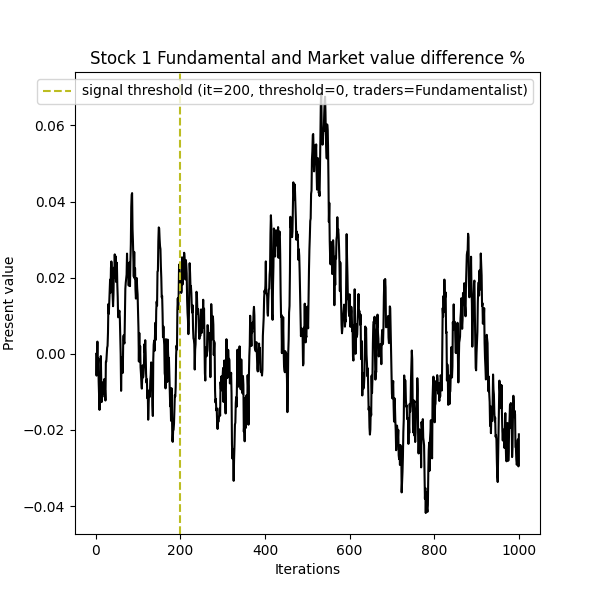 Stock 1 Fundamental and Market value difference %
signal threshold (it=200, threshold=0, traders=Fundamentalist)
0.06
0.04
0.02
0.00
−0.02
−0.04
Present value
0 200 400 600 800 1000
Iterations